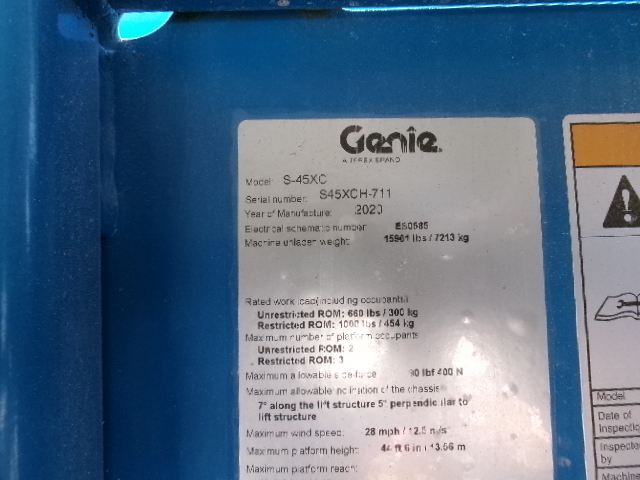 Genie
A TEREX BRAND
Model: S-45XC
Serial number: S45XCH-711
Year of Manufacture: 2020
Electrical schematic number:
Machine unladen weight: lbs / 7213 kg
Rated work load(including occupants)
Unrestricted ROM: 660 lbs / 300 kg
Restricted ROM: 1000 lbs / 454 kg
Maximum number of platform occupants
Unrestricted ROM: 2
Restricted ROM: 3
Maximum allowable side force 90 lbf 400 N
Maximum allowable inclination of the chassis
7° along the lift structure 5° perpendicular to
lift structure
Maximum wind speed: 28 mph / 12.5 m/s
Maximum platform height: 44 ft 6 in / 13.56 m
Maximum platform reach:
Model
Date of
Inspectio
Inspected
by
Machine